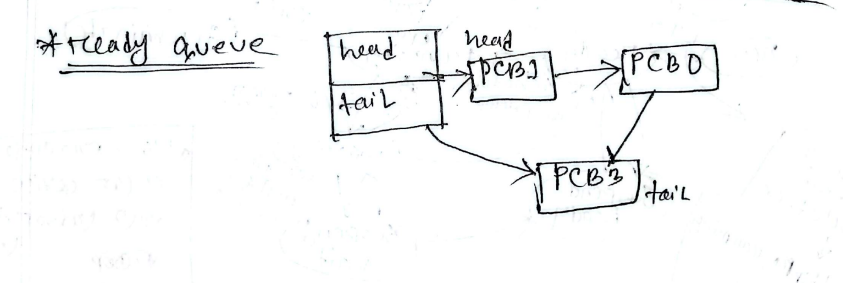 * ready queue
head
tail
head
PCB1
PCB0
PCB3
tail